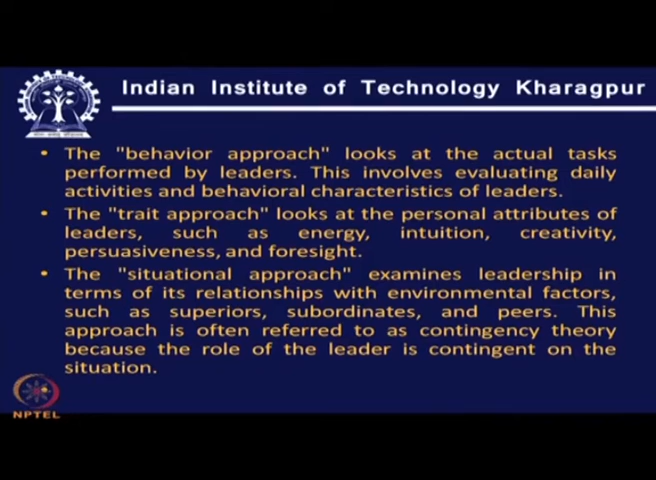 Indian Institute of Technology Kharagpur
• The "behavior approach" looks at the actual tasks
performed by leaders. This involves evaluating daily
activities and behavioral characteristics of leaders.
• The "trait approach" looks at the personal attributes of
leaders, such as energy, intuition, creativity,
persuasiveness, and foresight.
• The "situational approach" examines leadership in
terms of its relationships with environmental factors,
such as superiors, subordinates, and peers. This
approach is often referred to as contingency theory
because the role of the leader is contingent on the
situation.
NPTEL